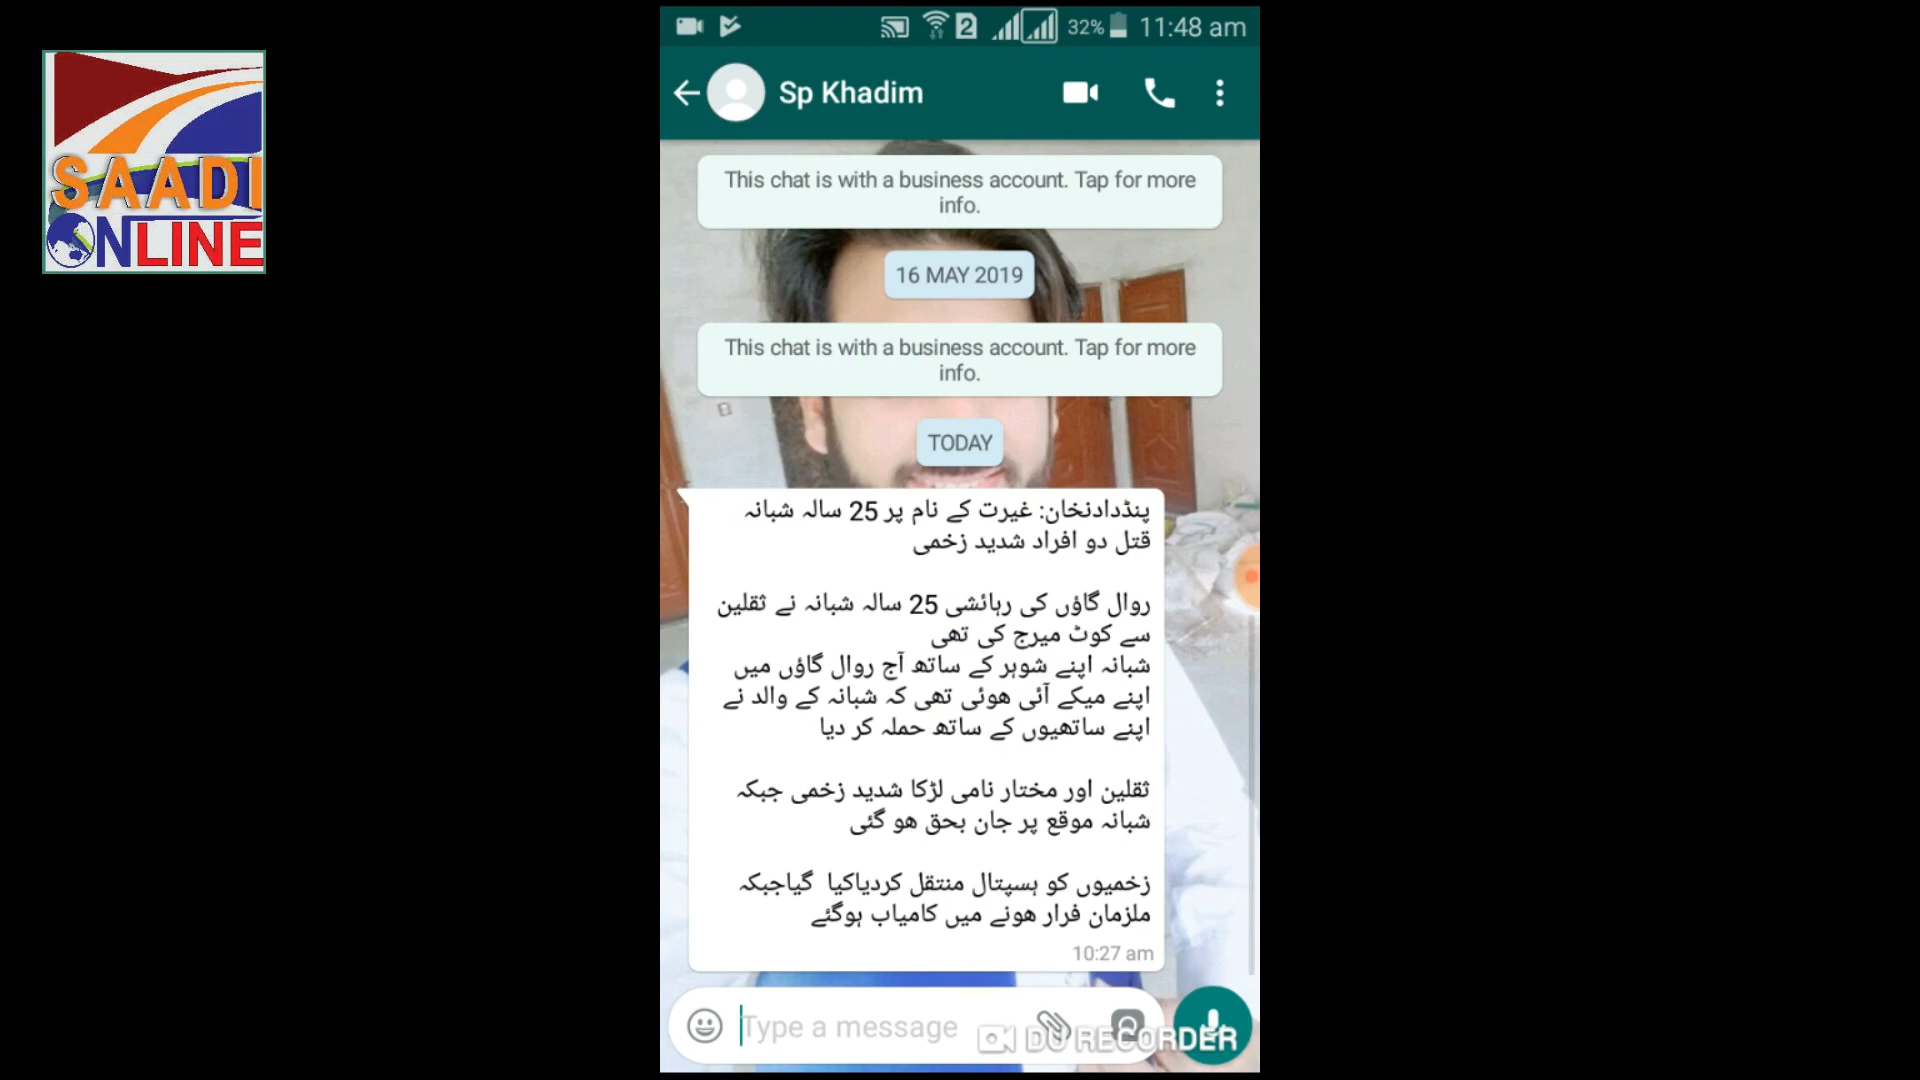 SAADI
ONLINE
2
32%
11:48 am
Sp Khadim
This chat is with a business account. Tap for more
info.
16 MAY 2019
This chat is with a business account. Tap for more
info.
TODAY
پنڈدادنخان: غیرت کے نام پر 25 سالہ شبانہ
قتل دو افراد شدید زخمی
روال گاؤں کی رہائشی 25 سالہ شبانہ نے ثقلین
سے کوٹ میرج کی تھی
شبانہ اپنے شوہر کے ساتھ آج روال گاؤں میں
اپنے میکے آئی ھوئی تھی کہ شبانہ کے والد نے
اپنے ساتھیوں کے ساتھ حملہ کر دیا
ثقلین اور مختار نامی لڑکا شدید زخمی جبکہ
شبانہ موقع پر جان بحق ھو گئی
زخمیوں کو ہسپتال منتقل کردیاکیا گیاجبکہ
ملزمان فرار ھونے میں کامیاب ہوگئے
10:27 am
Type a message
DU RECORDER